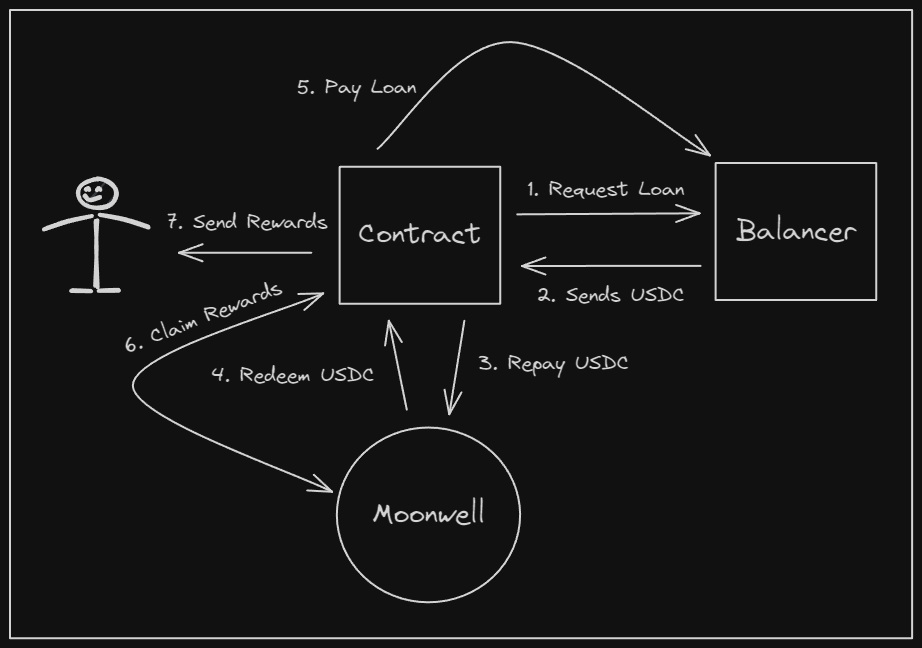 5. Pay Loan
1. Request Loan
7. Send Rewards
Contract
Balancer
2. Sends USDC
6. Claim Rewards
3. Repay USDC
4. Redeem USDC
Moonwell